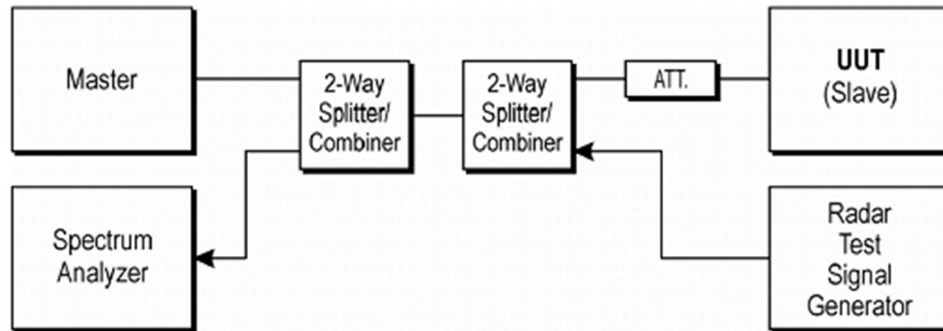 Master
2-Way
Splitter/
Combiner
2-Way
Splitter/
Combiner
ATT.
UUT
(Slave)
Spectrum
Analyzer
Radar
Test
Signal
Generator